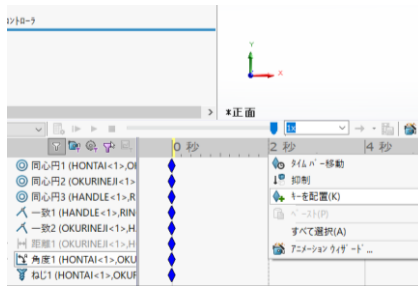 コントローラ
Y
X
*正面
1x
0 秒 2 秒 4 秒
同心円1 (HONTAI<1>,OI
同心円2 (OKURINEJI<1>
同心円3 (HANDLE<1>,R
一致1 (HANDLE<1>,RIN
一致2 (OKURINEJI<1>,H.
距離1 (OKURINEJI<1>,H
角度1 (HONTAI<1>,OKU
ねじ1 (HONTAI<1>,OKUF
タイム バー移動
抑制
キーを配置(K)
ペースト(P)
すべて選択(A)
アニメーション ウィザード...